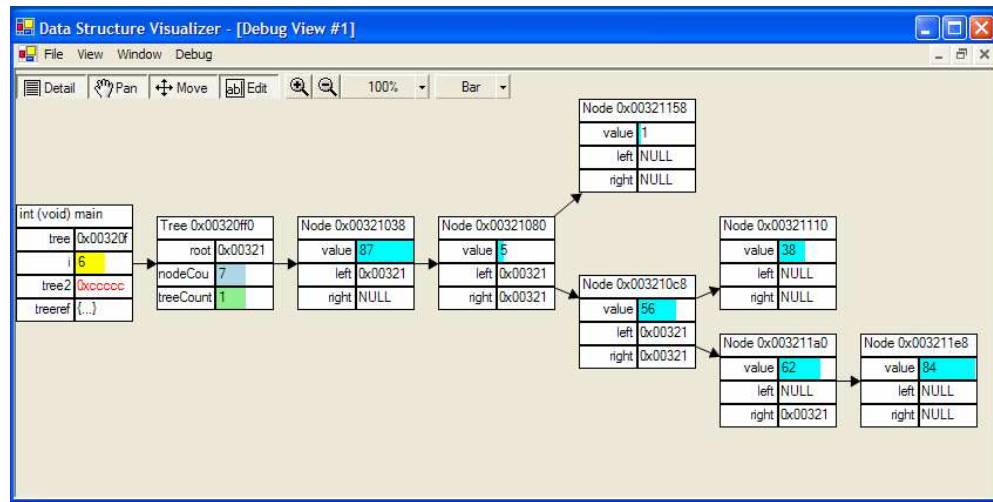 Data Structure Visualizer - [Debug View #1]
File View Window Debug
Detail Pan Move ab Edit 100% Bar
Node 0x00321158
value 1
left NULL
right NULL
int (void) main
tree 0x00320f
i 6
tree2 0xccccc
treeref {...}
Tree 0x00320ff0
root 0x00321
nodeCou 7
treeCount 1
Node 0x00321038
value 87
left 0x00321
right NULL
Node 0x00321080
value 5
left 0x00321
right 0x00321
Node 0x003210c8
value 56
left 0x00321
right 0x00321
Node 0x00321110
value 38
left NULL
right NULL
Node 0x003211a0
value 62
left NULL
right 0x00321
Node 0x003211e8
value 84
left NULL
right NULL